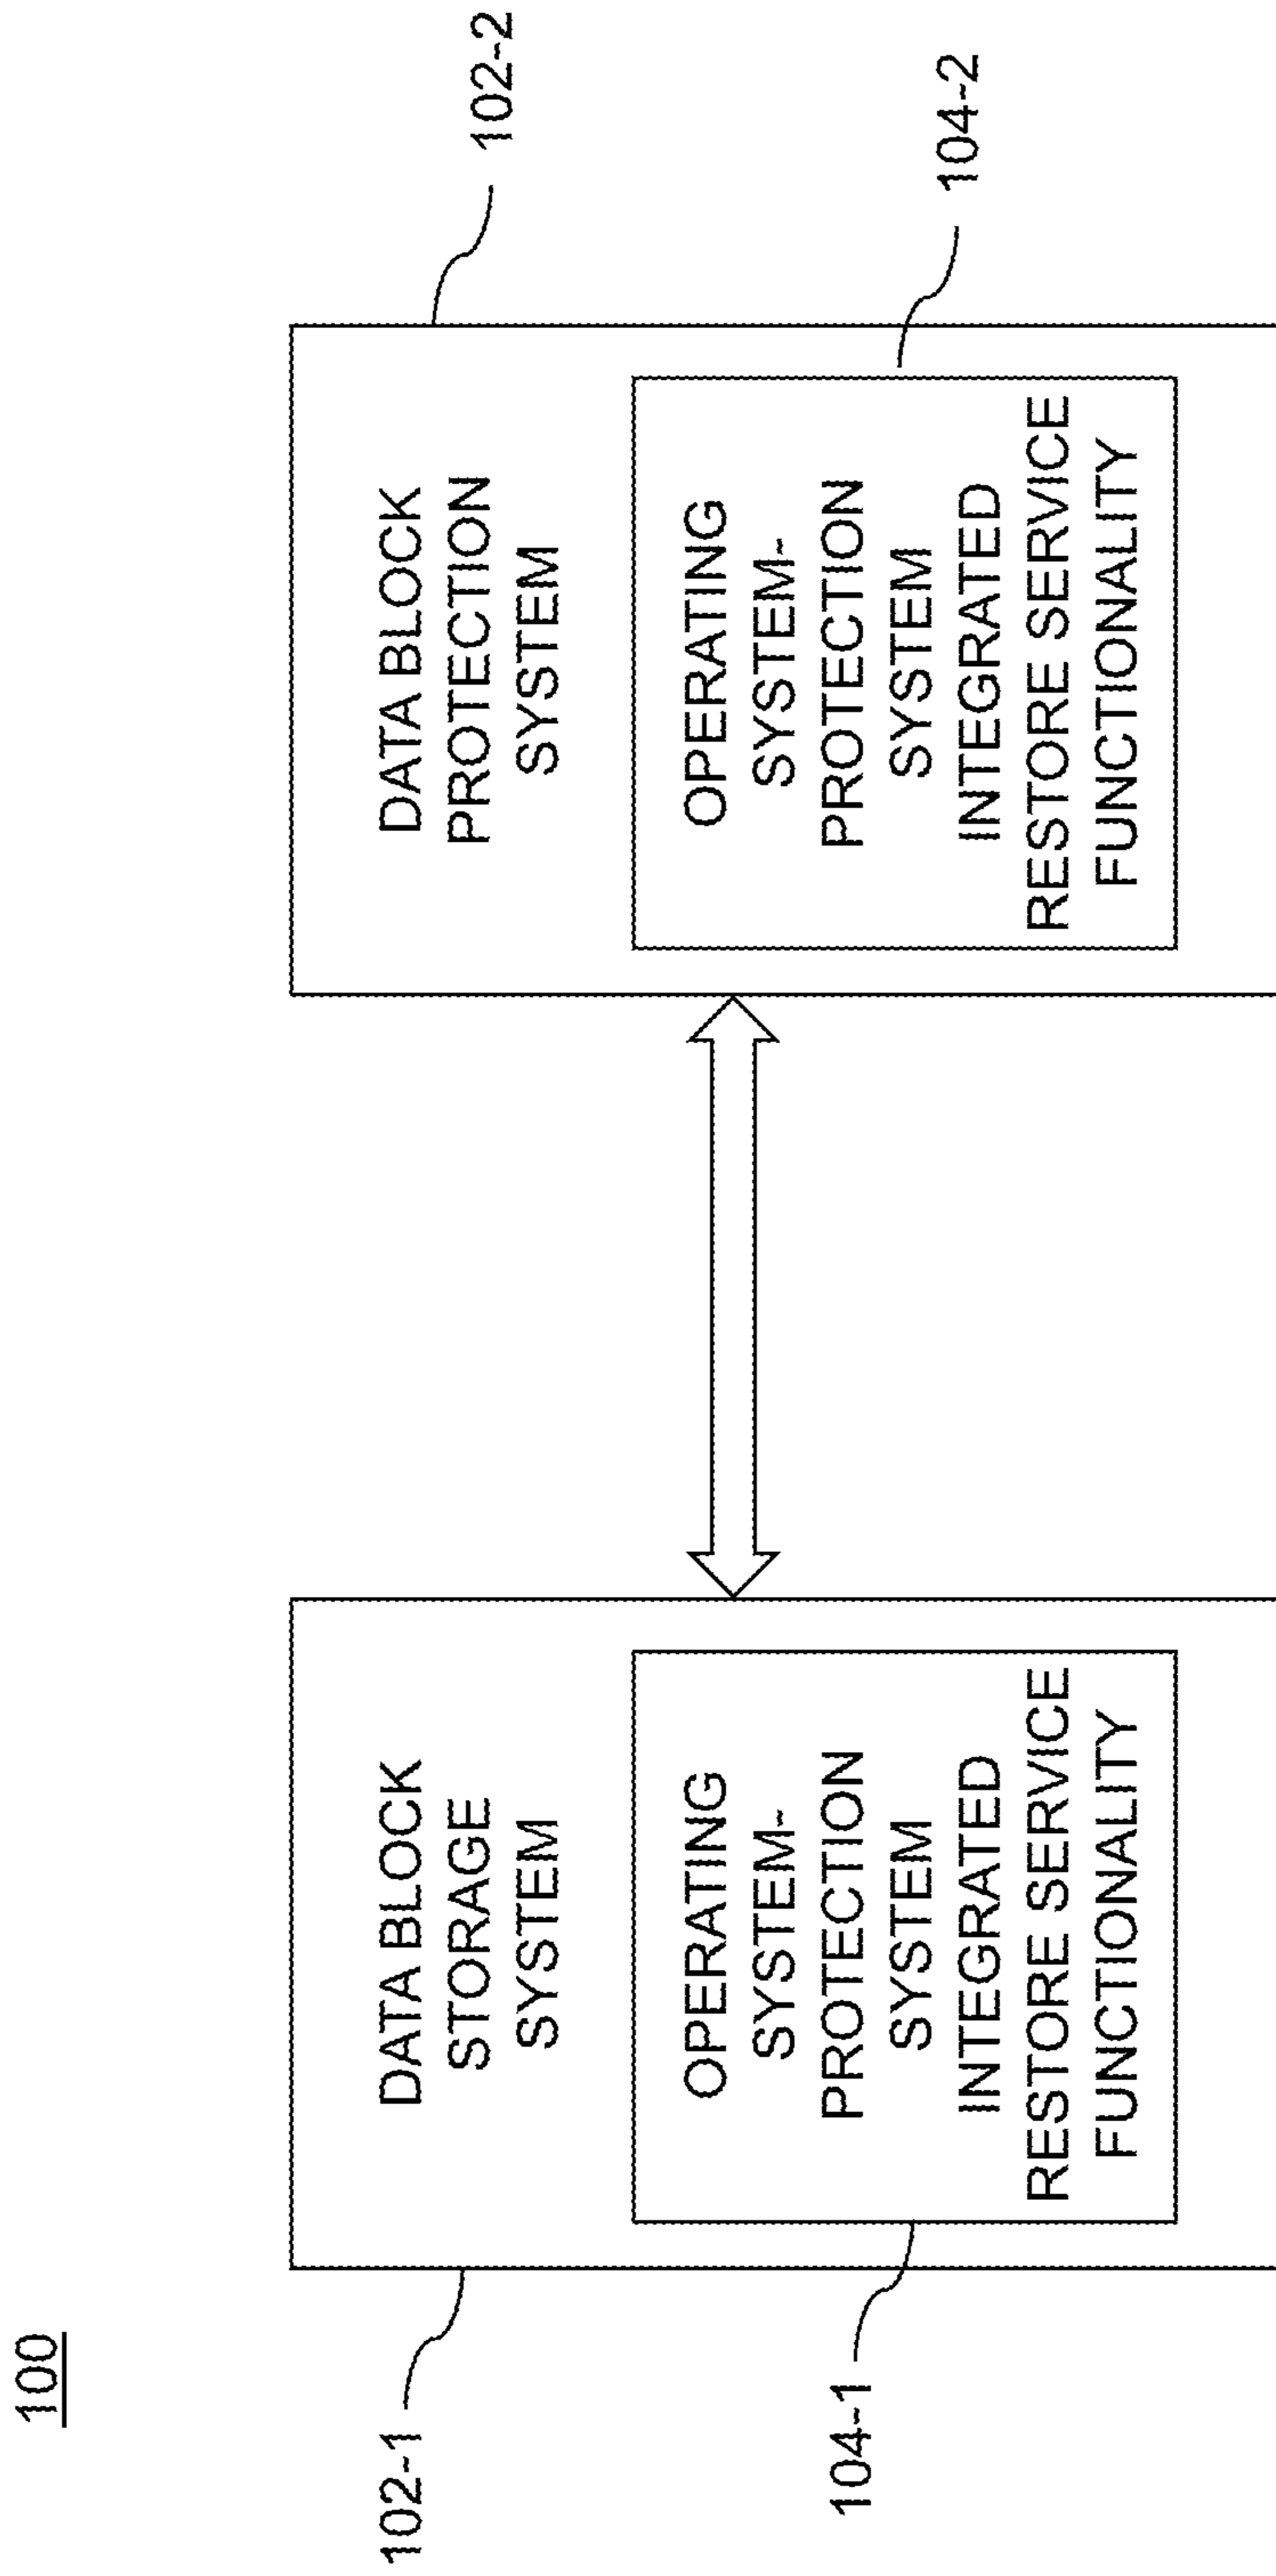 100
102-1
DATA BLOCK
STORAGE
SYSTEM
104-1
OPERATING
SYSTEM-
PROTECTION
SYSTEM
INTEGRATED
RESTORE SERVICE
FUNCTIONALITY
102-2
DATA BLOCK
PROTECTION
SYSTEM
104-2
OPERATING
SYSTEM-
PROTECTION
SYSTEM
INTEGRATED
RESTORE SERVICE
FUNCTIONALITY